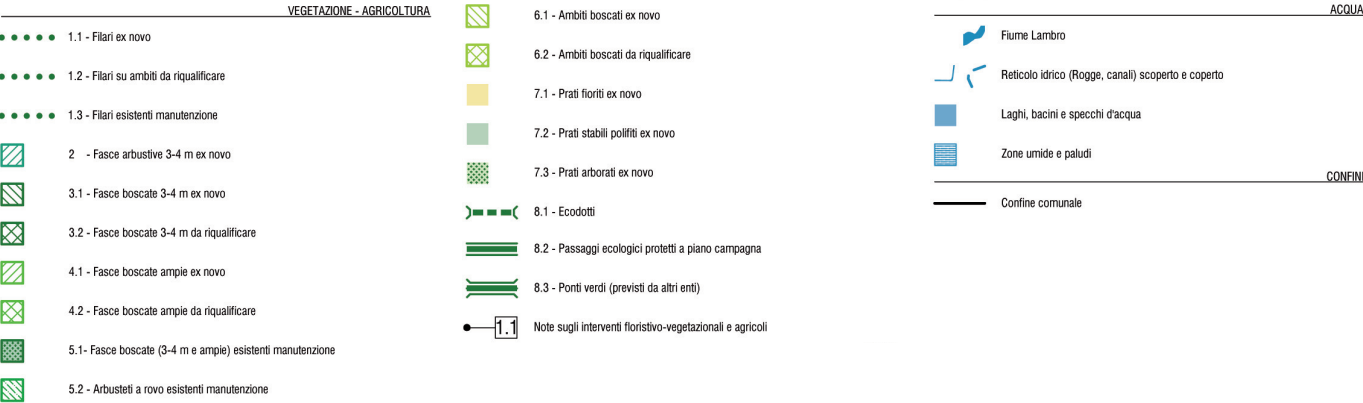 VEGETAZIONE - AGRICOLTURA
1.1 - Filari ex novo
1.2 - Filari su ambiti da riqualificare
1.3 - Filari esistenti manutenzione
2 - Fasce arbustive 3-4 m ex novo
3.1 - Fasce boscate 3-4 m ex novo
3.2 - Fasce boscate 3-4 m da riqualificare
4.1 - Fasce boscate ampie ex novo
4.2 - Fasce boscate ampie da riqualificare
5.1- Fasce boscate (3-4 m e ampie) esistenti manutenzione
5.2 - Arbusteti a rovo esistenti manutenzione
6.1 - Ambiti boscati ex novo
6.2 - Ambiti boscati da riqualificare
7.1 - Prati fioriti ex novo
7.2 - Prati stabili polifiti ex novo
7.3 - Prati arborati ex novo
8.1 - Ecodotti
8.2 - Passaggi ecologici protetti a piano campagna
8.3 - Ponti verdi (previsti da altri enti)
1.1 Note sugli interventi floristivo-vegetazionali e agricoli
ACQUA
Fiume Lambro
Reticolo idrico (Rogge, canali) scoperto e coperto
Laghi, bacini e specchi d'acqua
Zone umide e paludi
CONFINI
Confine comunale